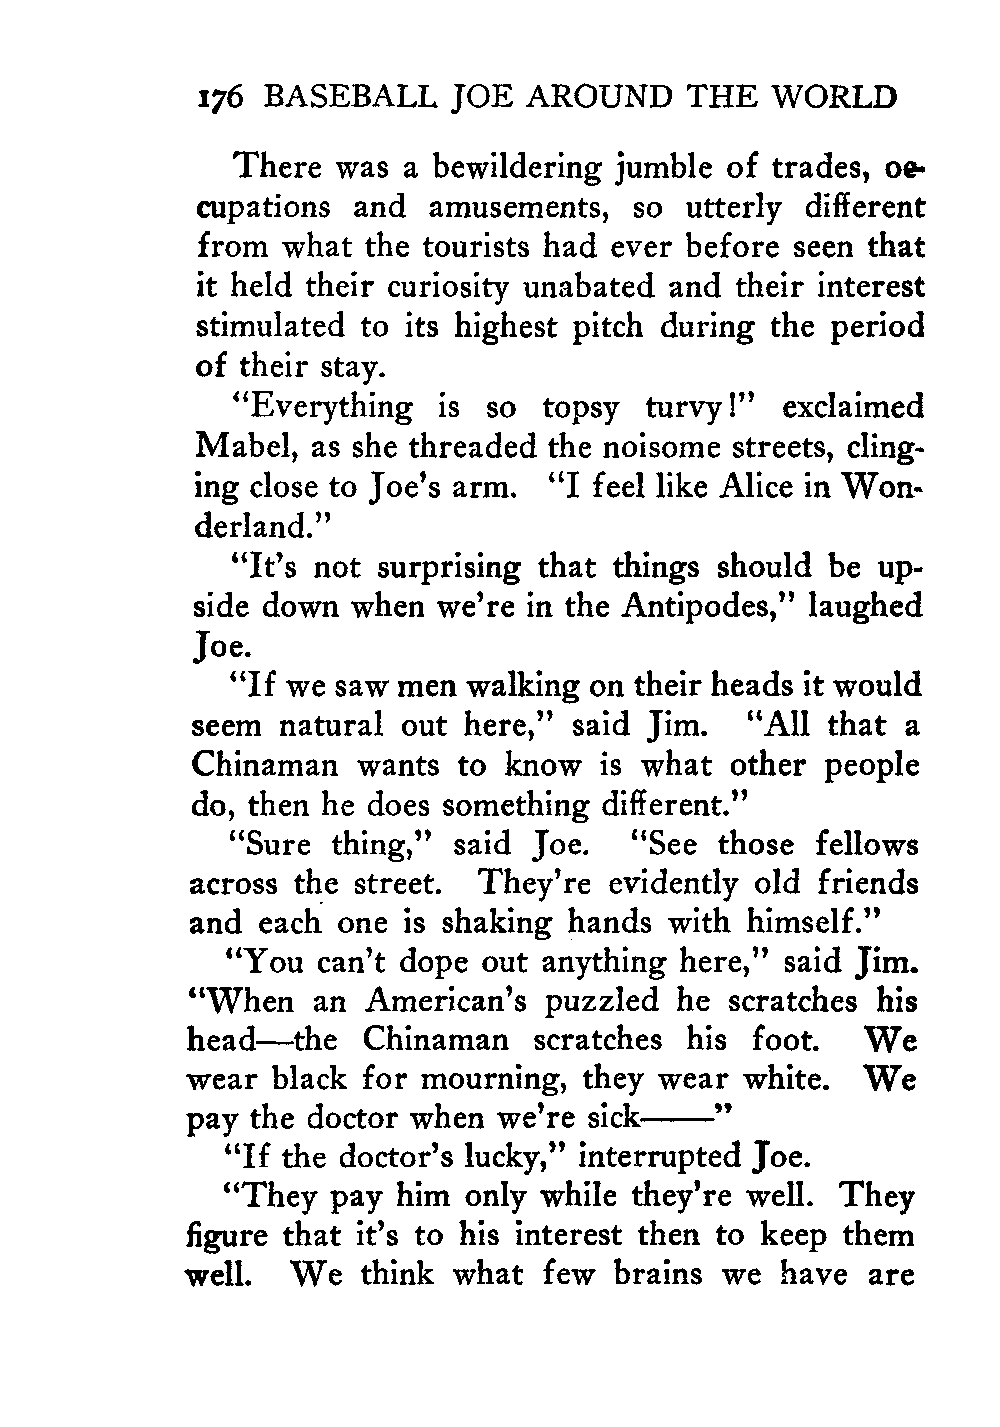 176 BASEBALL JOE AROUND THE WORLD
There was a bewildering jumble of trades, oc-
cupations and amusements, so utterly different
from what the tourists had ever before seen that
it held their curiosity unabated and their interest
stimulated to its highest pitch during the period
of their stay.
“Everything is so topsy turvy!” exclaimed
Mabel, as she threaded the noisome streets, cling-
ing close to Joe’s arm. “I feel like Alice in Won-
derland.”
“It’s not surprising that things should be up-
side down when we’re in the Antipodes,” laughed
Joe.
“If we saw men walking on their heads it would
seem natural out here,” said Jim. “All that a
Chinaman wants to know is what other people
do, then he does something different.”
“Sure thing,” said Joe. “See those fellows
across the street. They’re evidently old friends
and each one is shaking hands with himself.”
“You can’t dope out anything here,” said Jim.
“When an American’s puzzled he scratches his
head—the Chinaman scratches his foot. We
wear black for mourning, they wear white. We
pay the doctor when we’re sick——”
“If the doctor’s lucky,” interrupted Joe.
“They pay him only while they’re well. They
figure that it’s to his interest then to keep them
well. We think what few brains we have are